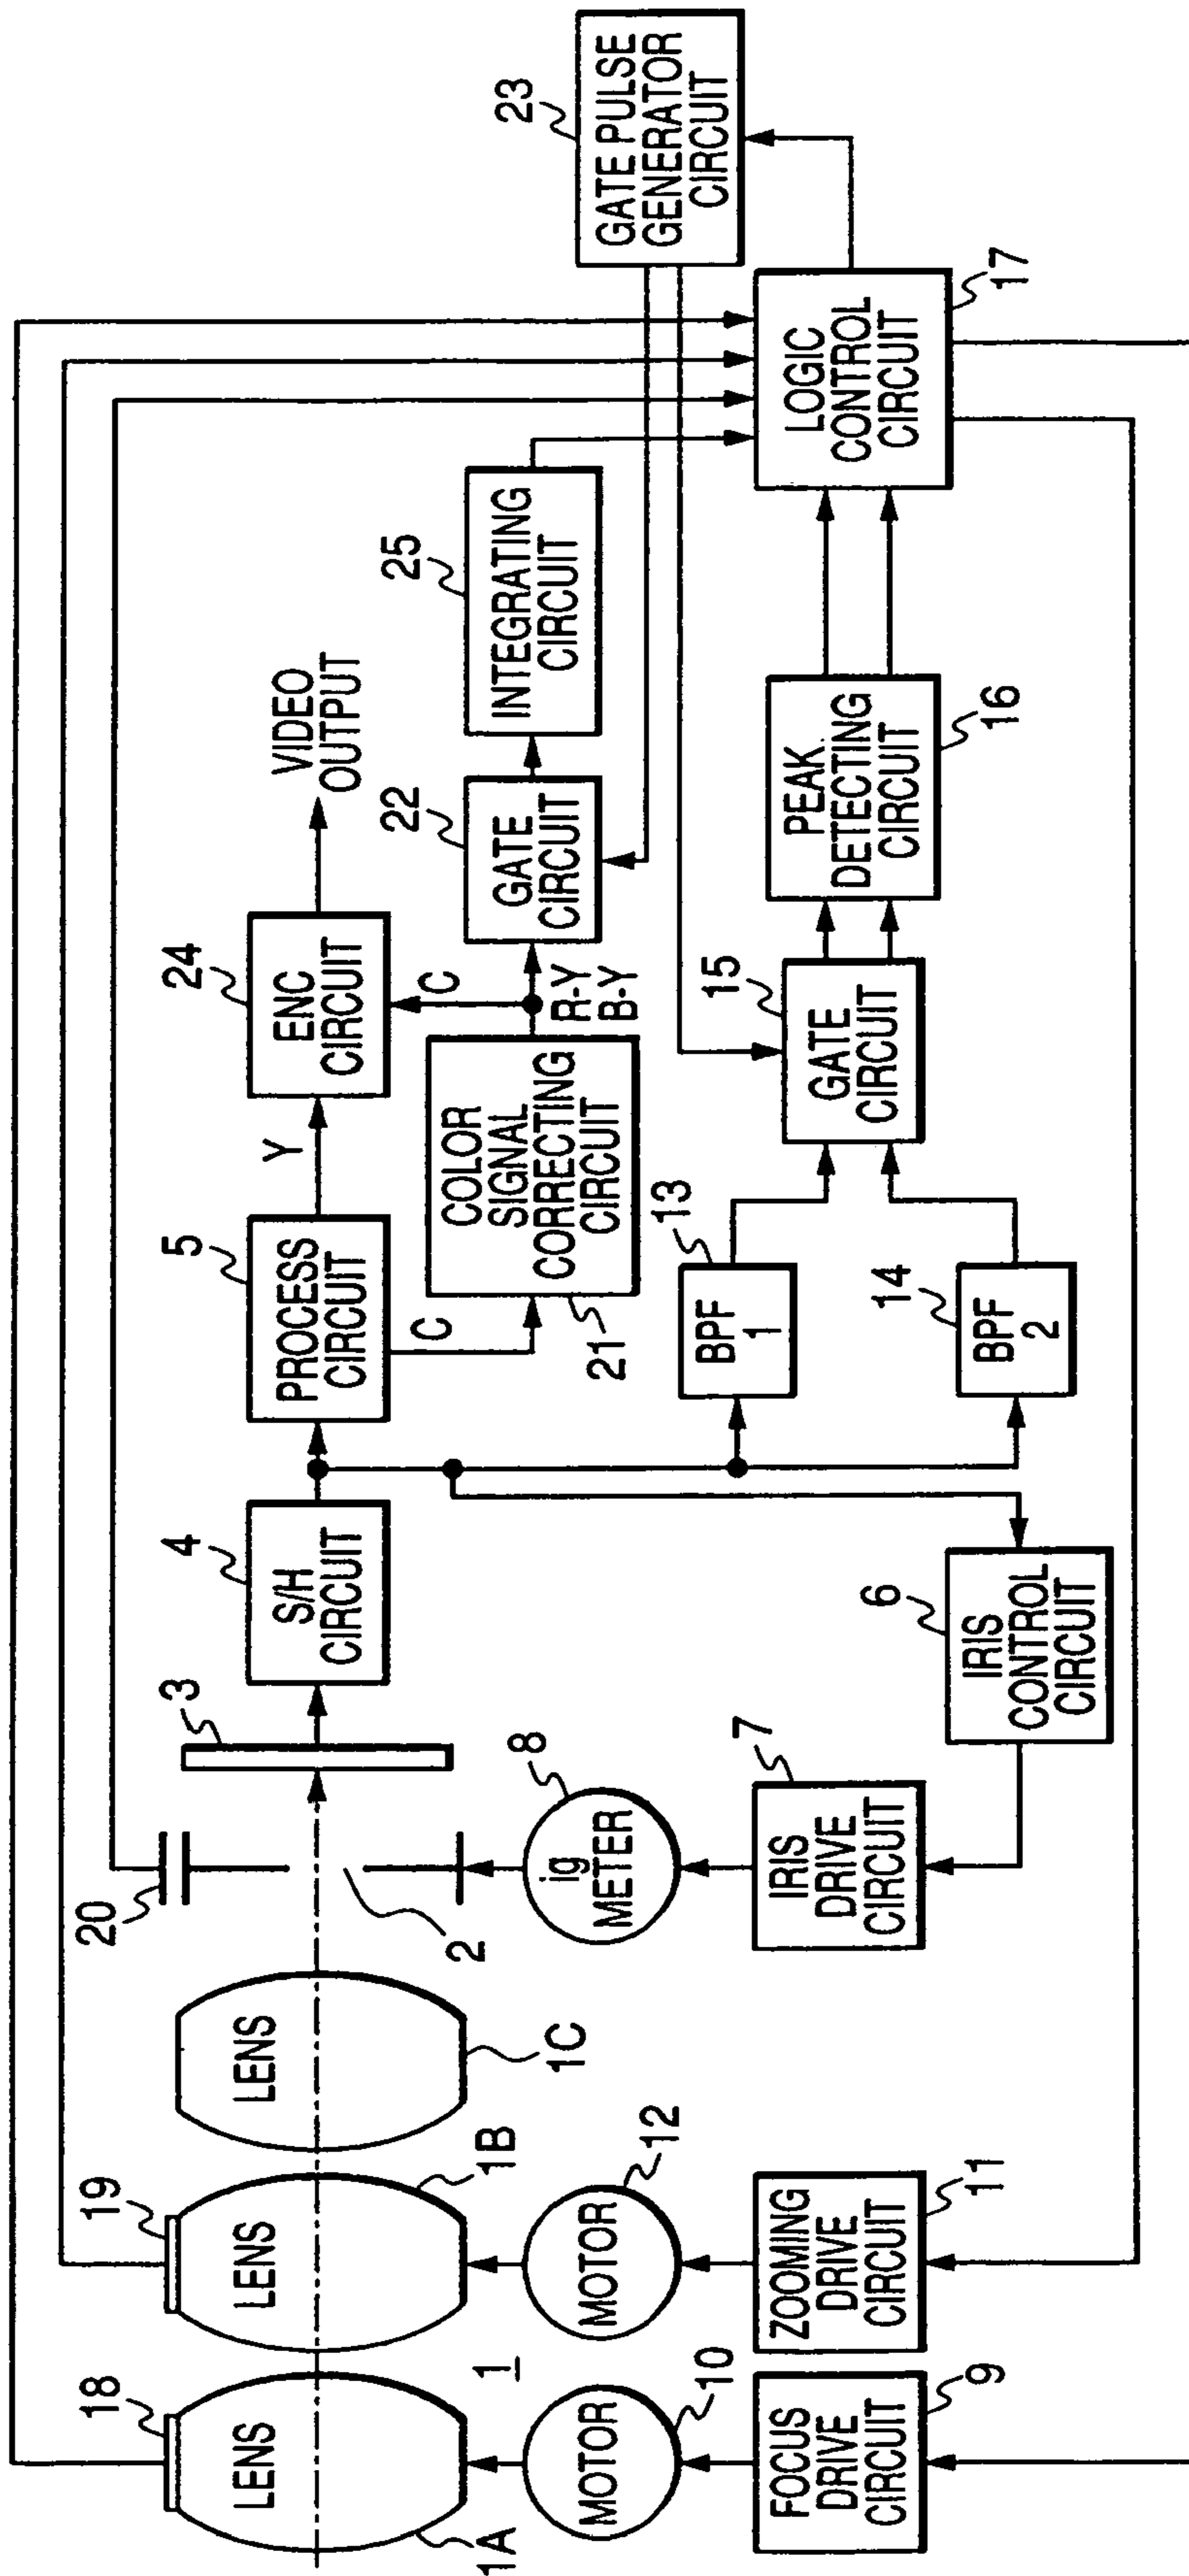 18
19
20
3
4
5
24
LENS
LENS
LENS
S/H
CIRCUIT
PROCESS
CIRCUIT
Y
ENC
CIRCUIT
VIDEO
OUTPUT
1A
1
1B
1C
2
C
C
21
COLOR
SIGNAL
CORRECTING
CIRCUIT
R-Y
B-Y
22
GATE
CIRCUIT
25
INTEGRATING
CIRCUIT
23
GATE PULSE
GENERATOR
CIRCUIT
MOTOR
10
MOTOR
12
ig
METER
8
BPF
1
13
BPF
2
14
15
GATE
CIRCUIT
PEAK
DETECTING
CIRCUIT
16
LOGIC
CONTROL
CIRCUIT
17
FOCUS
DRIVE
CIRCUIT
9
ZOOMING
DRIVE
CIRCUIT
11
7
IRIS
DRIVE
CIRCUIT
6
IRIS
CONTROL
CIRCUIT